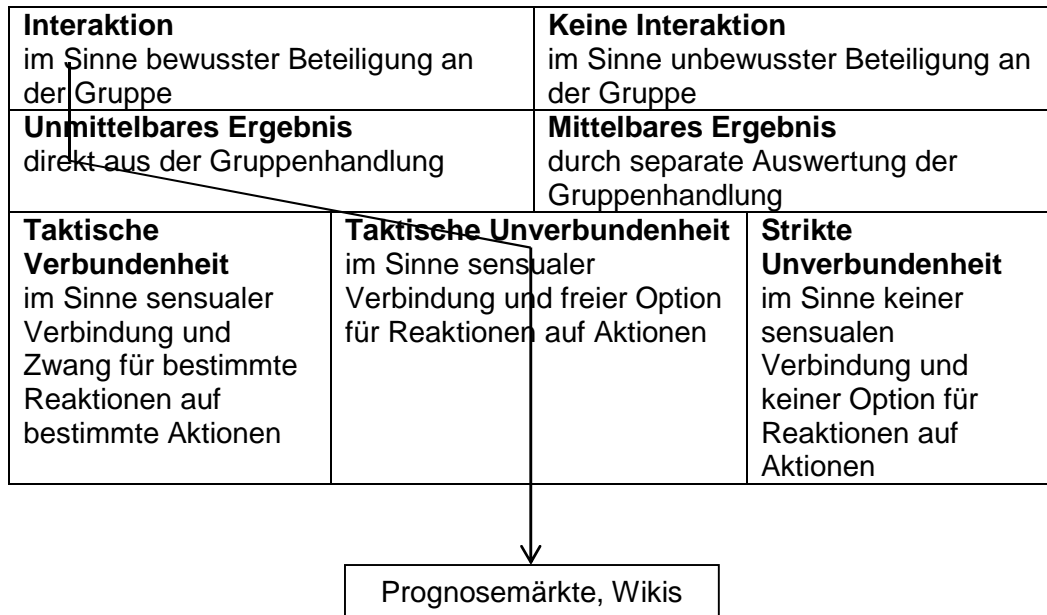 Interaktion
im Sinne bewusster Beteiligung an
der Gruppe
Keine Interaktion
im Sinne unbewusster Beteiligung an
der Gruppe
Unmittelbares Ergebnis
direkt aus der Gruppenhandlung
Mittelbares Ergebnis
durch separate Auswertung der
Gruppenhandlung
Taktische
Verbundenheit
im Sinne sensualer
Verbindung und
Zwang für bestimmte
Reaktionen auf
bestimmte Aktionen
Taktische Unverbundenheit
im Sinne sensualer
Verbindung und freier Option
für Reaktionen auf Aktionen
Strikte
Unverbundenheit
im Sinne keiner
sensualen
Verbindung und
keiner Option für
Reaktionen auf
Aktionen
Prognosemärkte, Wikis